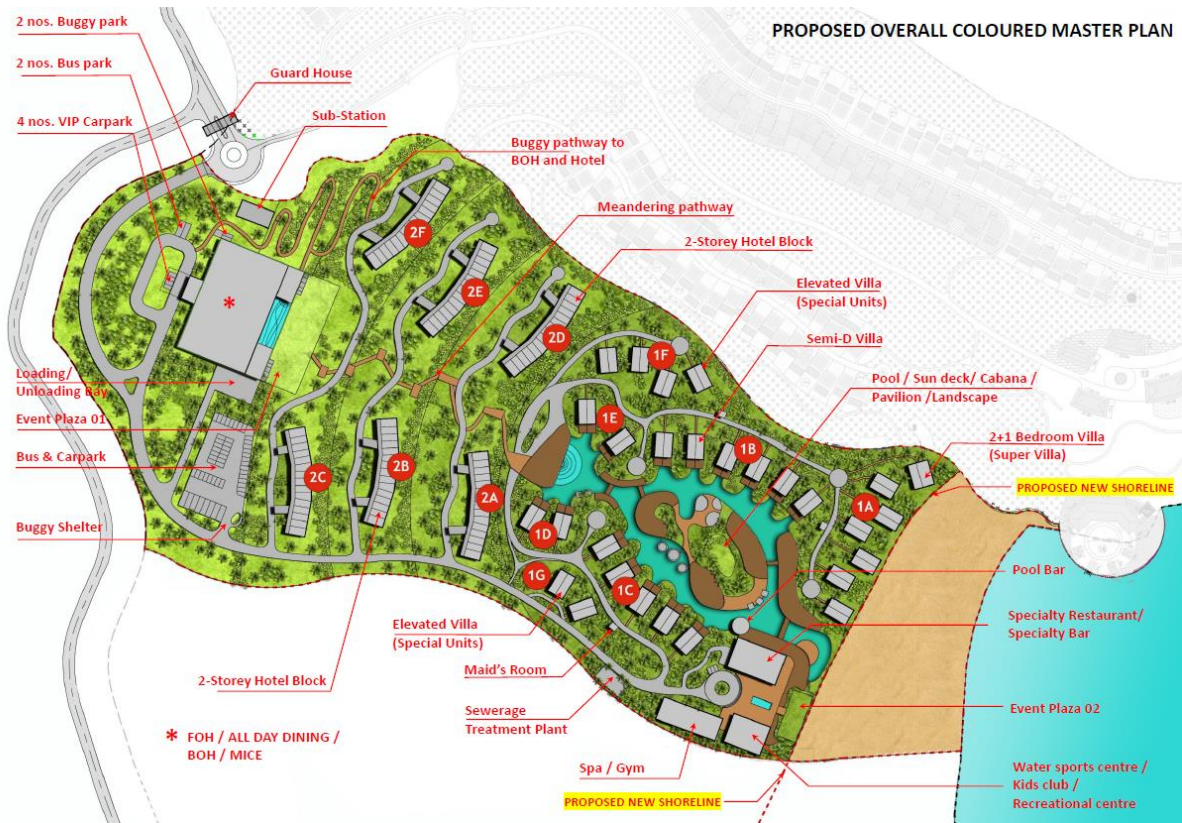 PROPOSED OVERALL COLOURED MASTER PLAN
2 nos. Buggy park
2 nos. Bus park
4 nos. VIP Carpark
Guard House
Sub-Station
Buggy pathway to
BOH and Hotel
Meandering pathway
2-Storey Hotel Block
Elevated Villa
(Special Units)
Semi-D Villa
Pool / Sun deck/ Cabana /
Pavilion /Landscape
2+1 Bedroom Villa
(Super Villa)
PROPOSED NEW SHORELINE
2F
2E
2D
1F
1E
1B
1A
*
Loading/
Unloading Bay
Event Plaza 01
Bus & Carpark
Buggy Shelter
2C
2B
2A
1D
1G
1C
Pool Bar
Specialty Restaurant/
Specialty Bar
Event Plaza 02
Water sports centre /
Kids club /
Recreational centre
Elevated Villa
(Special Units)
Maid's Room
2-Storey Hotel Block
Sewerage
Treatment Plant
* FOH / ALL DAY DINING /
BOH / MICE
Spa / Gym
PROPOSED NEW SHORELINE